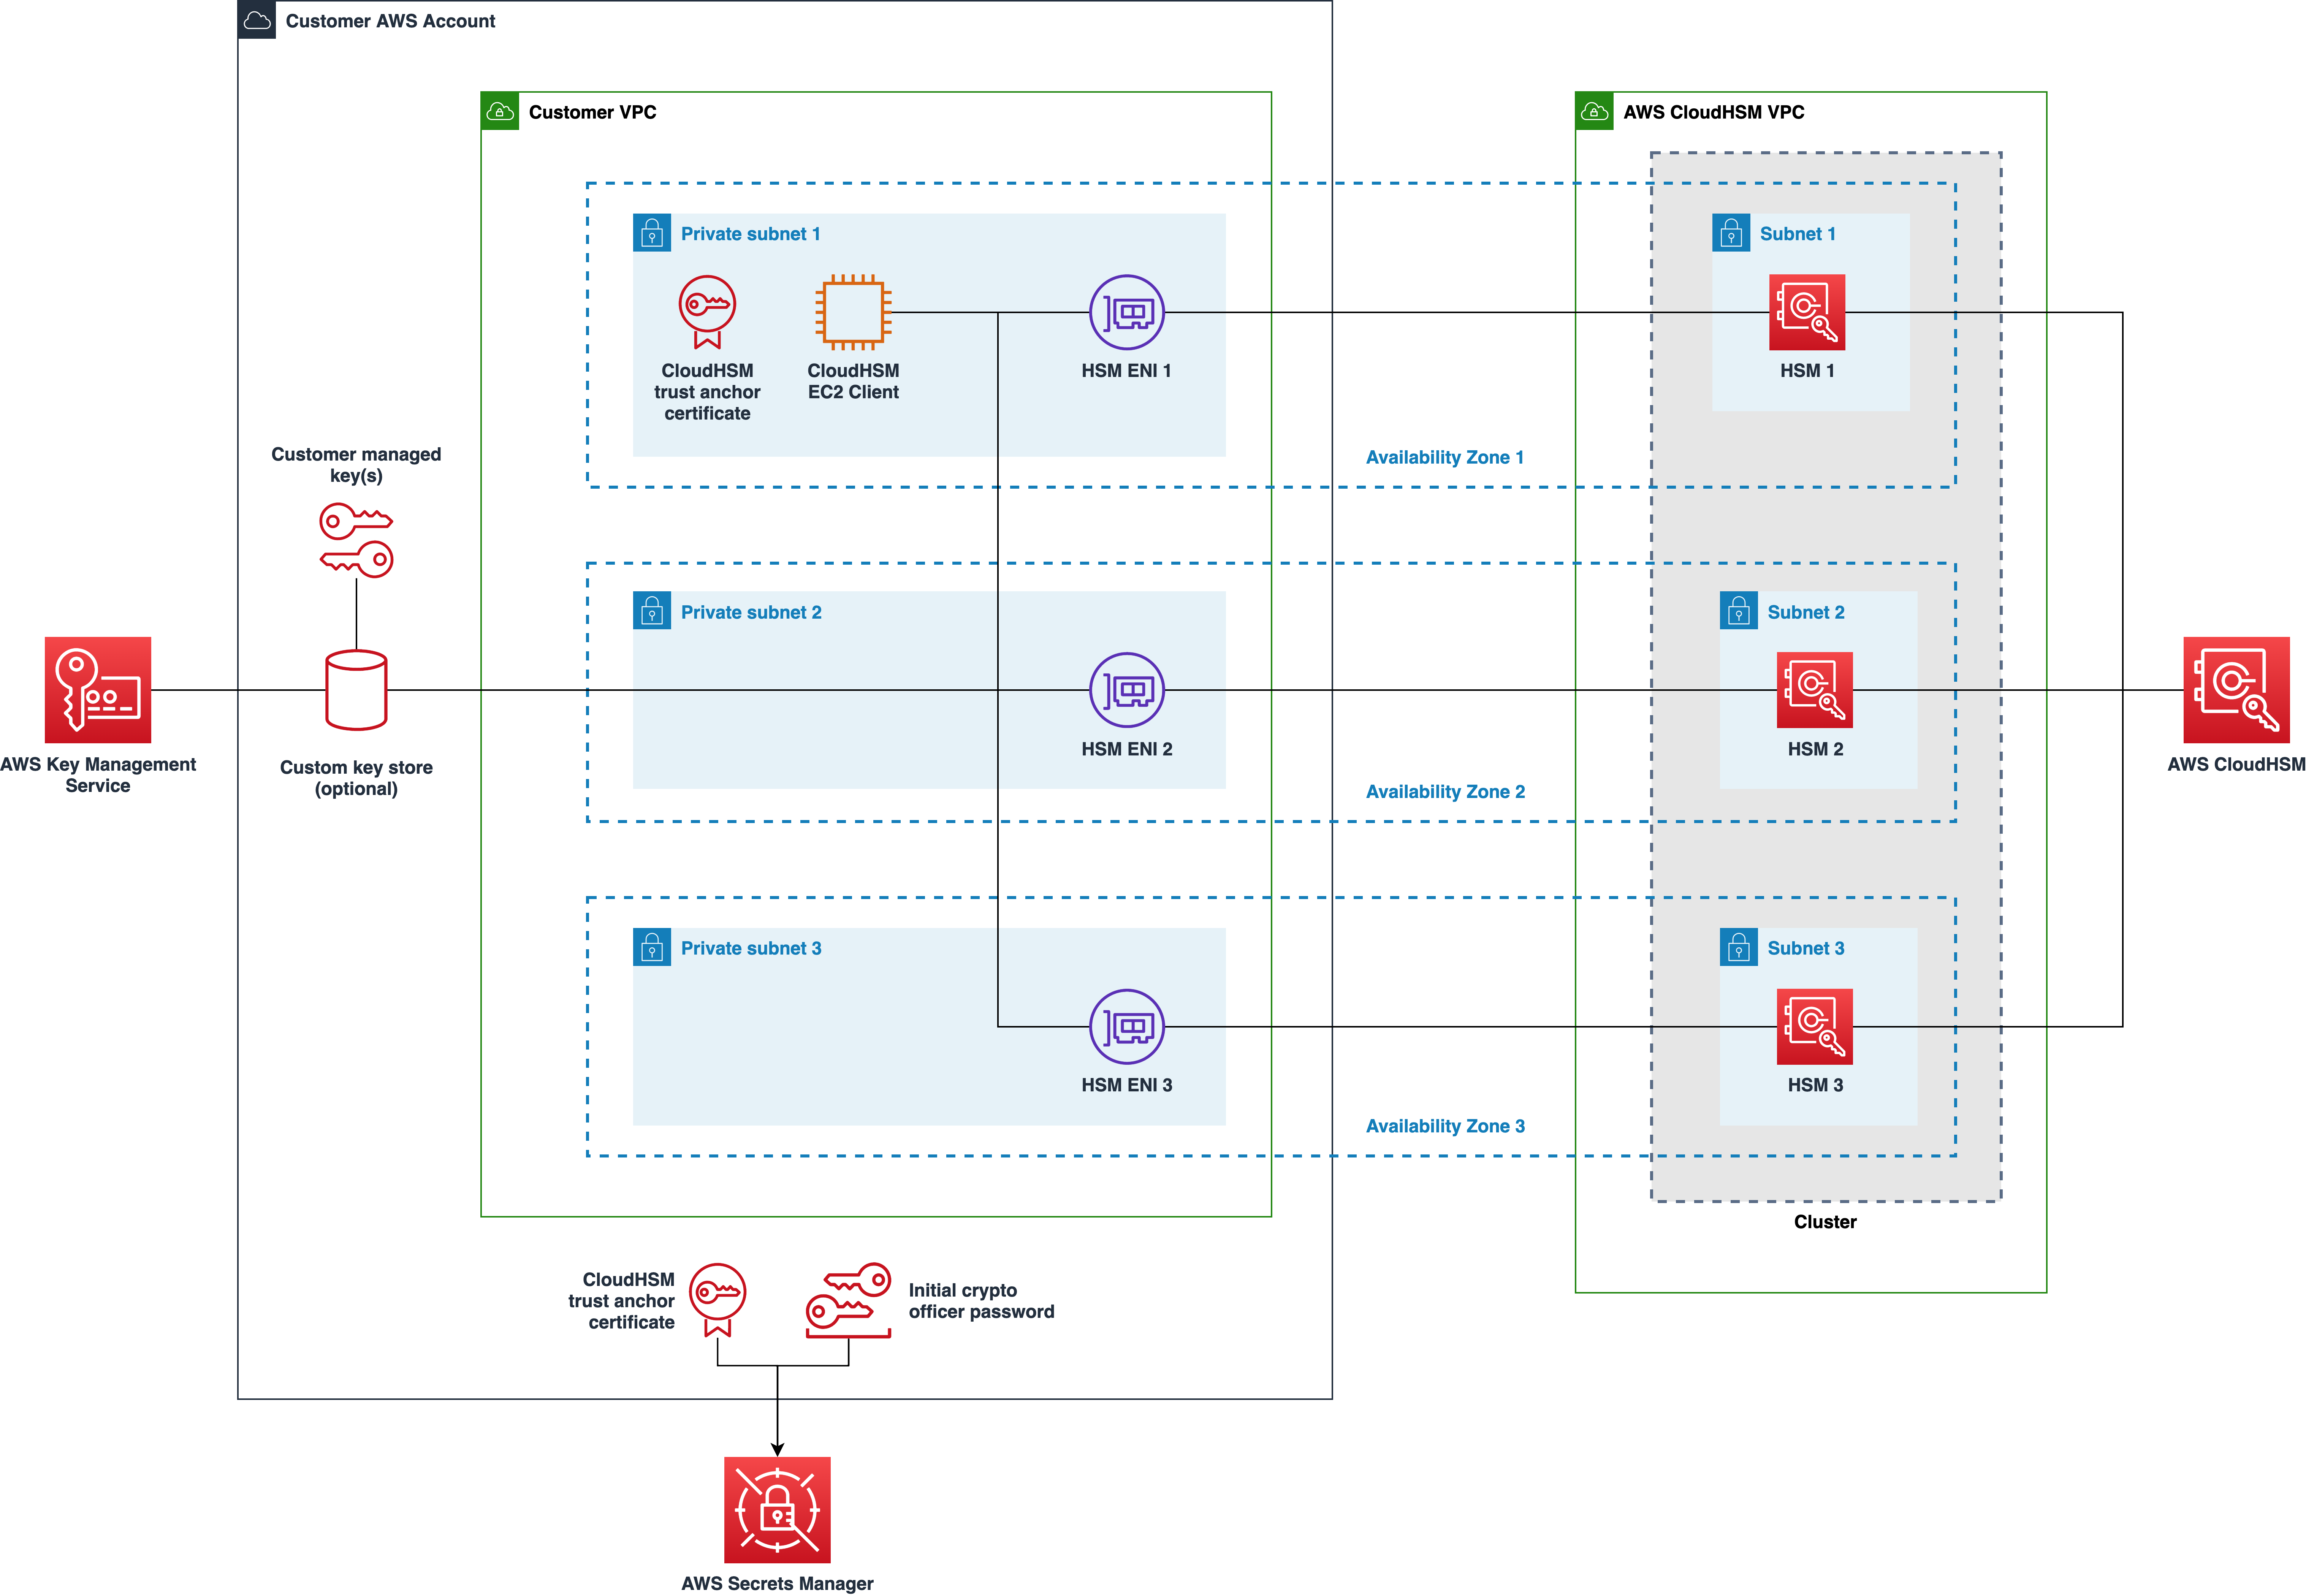 Customer AWS Account
Customer VPC
AWS CloudHSM VPC
Private subnet 1
Subnet 1
CloudHSM
trust anchor
certificate
CloudHSM
EC2 Client
HSM ENI 1
HSM 1
Availability Zone 1
Customer managed
key(s)
Private subnet 2
Subnet 2
HSM ENI 2
HSM 2
AWS Key Management
Service
Custom key store
(optional)
AWS CloudHSM
Availability Zone 2
Private subnet 3
Subnet 3
HSM ENI 3
HSM 3
Availability Zone 3
Cluster
CloudHSM
trust anchor
certificate
Initial crypto
officer password
AWS Secrets Manager